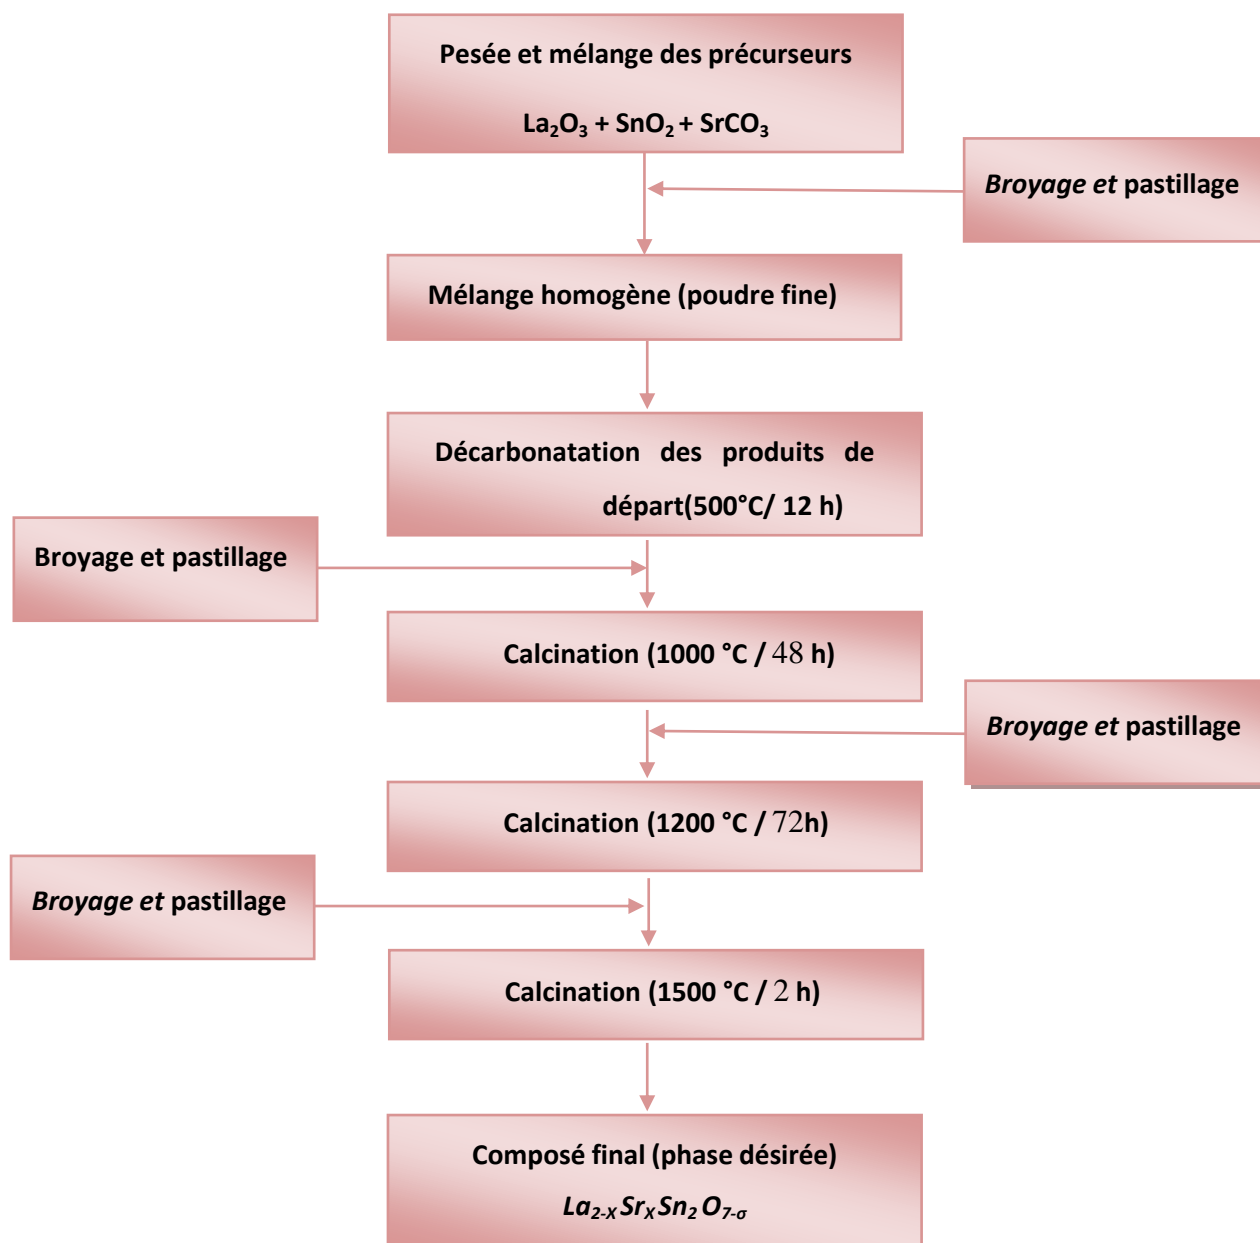 Pesée et mélange des précurseurs
La₂O₃ + SnO₂ + SrCO₃
Broyage et pastillage
Mélange homogène (poudre fine)
Décarbonatation des produits de
départ(500°C/ 12 h)
Broyage et pastillage
Calcination (1000 °C / 48 h)
Broyage et pastillage
Calcination (1200 °C / 72h)
Broyage et pastillage
Calcination (1500 °C / 2 h)
Composé final (phase désirée)
La₂₋ₓSrₓSn₂O₇₋σ